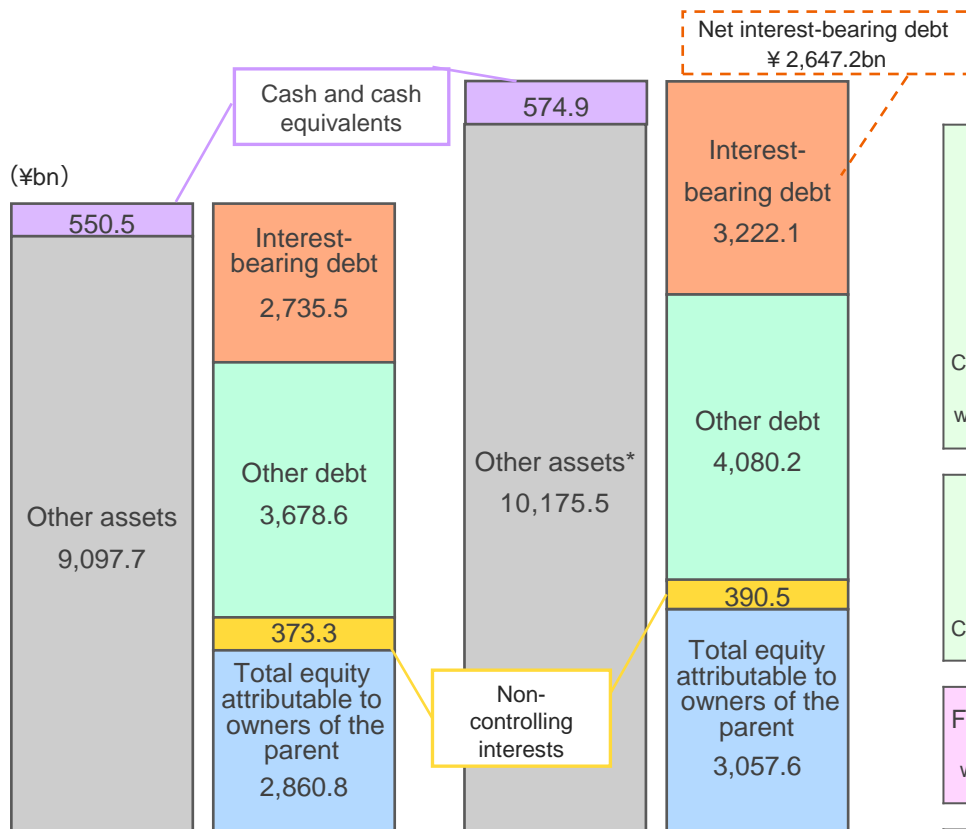 Net interest-bearing debt
¥ 2,647.2bn
Cash and cash
equivalents
574.9
Interest-
bearing debt
3,222.1
(¥bn)
550.5
Interest-
bearing debt
2,735.5
Other debt
4,080.2
Other assets*
10,175.5
Other debt
3,678.6
Other assets
9,097.7
390.5
373.3
Total equity
attributable to
owners of the
parent
2,860.8
Non-
controlling
interests
Total equity
attributable to
owners of the
parent
3,057.6
C
w
C
F
w